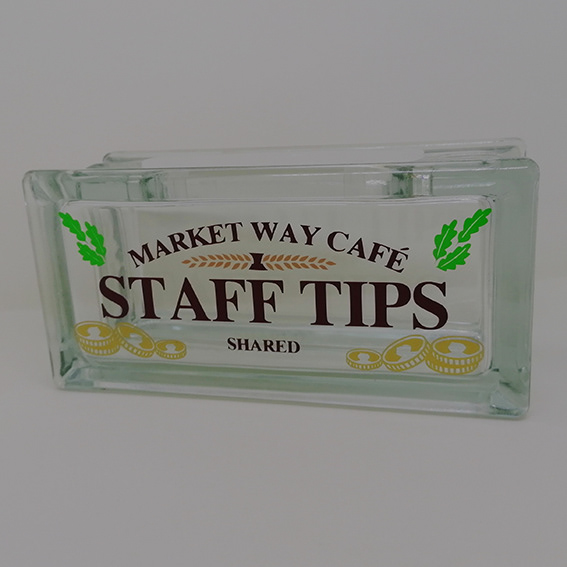 MARKET WAY CAFÉ
STAFF TIPS
SHARED